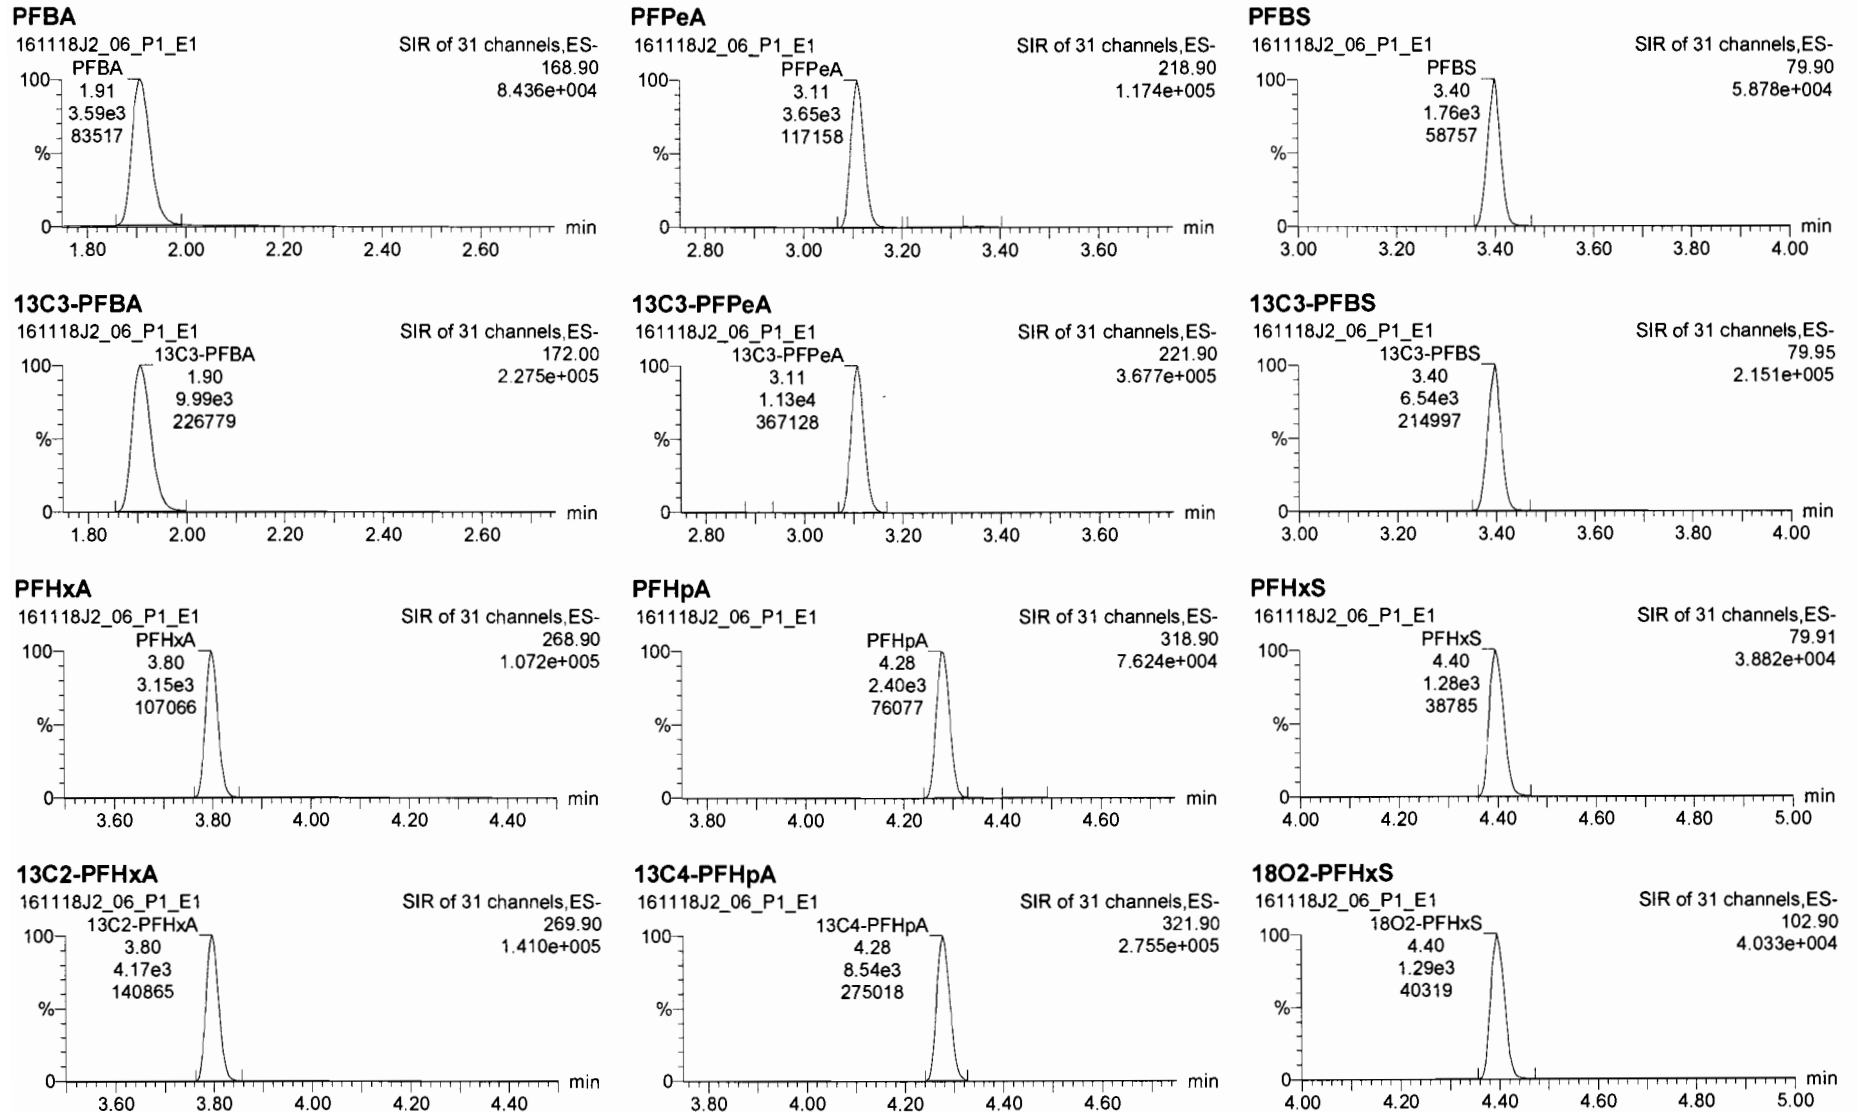 PFBA
161118J2_06_P1_E1
SIR of 31 channels,ES-
168.90
8.436e+004
PFBA
1.91
3.59e3
83517
100
%
0
min
1.80 2.00 2.20 2.40 2.60
PFPeA
161118J2_06_P1_E1
SIR of 31 channels,ES-
218.90
1.174e+005
PFPeA
3.11
3.65e3
117158
100
%
0
min
2.80 3.00 3.20 3.40 3.60
PFBS
161118J2_06_P1_E1
SIR of 31 channels,ES-
79.90
5.878e+004
PFBS
3.40
1.76e3
58757
100
%
0
min
3.00 3.20 3.40 3.60 3.80 4.00
13C3-PFBA
161118J2_06_P1_E1
SIR of 31 channels,ES-
172.00
2.275e+005
13C3-PFBA
1.90
9.99e3
226779
100
%
0
min
1.80 2.00 2.20 2.40 2.60
13C3-PFPeA
161118J2_06_P1_E1
SIR of 31 channels,ES-
221.90
3.677e+005
13C3-PFPeA
3.11
1.13e4
367128
100
%
0
min
2.80 3.00 3.20 3.40 3.60
13C3-PFBS
161118J2_06_P1_E1
SIR of 31 channels,ES-
79.95
2.151e+005
13C3-PFBS
3.40
6.54e3
214997
100
%
0
min
3.00 3.20 3.40 3.60 3.80 4.00
PFHxA
161118J2_06_P1_E1
SIR of 31 channels,ES-
268.90
1.072e+005
PFHxA
3.80
3.15e3
107066
100
%
0
min
3.60 3.80 4.00 4.20 4.40
PFHpA
161118J2_06_P1_E1
SIR of 31 channels,ES-
318.90
7.624e+004
PFHpA
4.28
2.40e3
76077
100
%
0
min
3.80 4.00 4.20 4.40 4.60
PFHxS
161118J2_06_P1_E1
SIR of 31 channels,ES-
79.91
3.882e+004
PFHxS
4.40
1.28e3
38785
100
%
0
min
4.00 4.20 4.40 4.60 4.80 5.00
13C2-PFHxA
161118J2_06_P1_E1
SIR of 31 channels,ES-
269.90
1.410e+005
13C2-PFHxA
3.80
4.17e3
140865
100
%
0
min
3.60 3.80 4.00 4.20 4.40
13C4-PFHpA
161118J2_06_P1_E1
SIR of 31 channels,ES-
321.90
2.755e+005
13C4-PFHpA
4.28
8.54e3
275018
100
%
0
min
3.80 4.00 4.20 4.40 4.60
18O2-PFHxS
161118J2_06_P1_E1
SIR of 31 channels,ES-
102.90
4.033e+004
18O2-PFHxS
4.40
1.29e3
40319
100
%
0
min
4.00 4.20 4.40 4.60 4.80 5.00